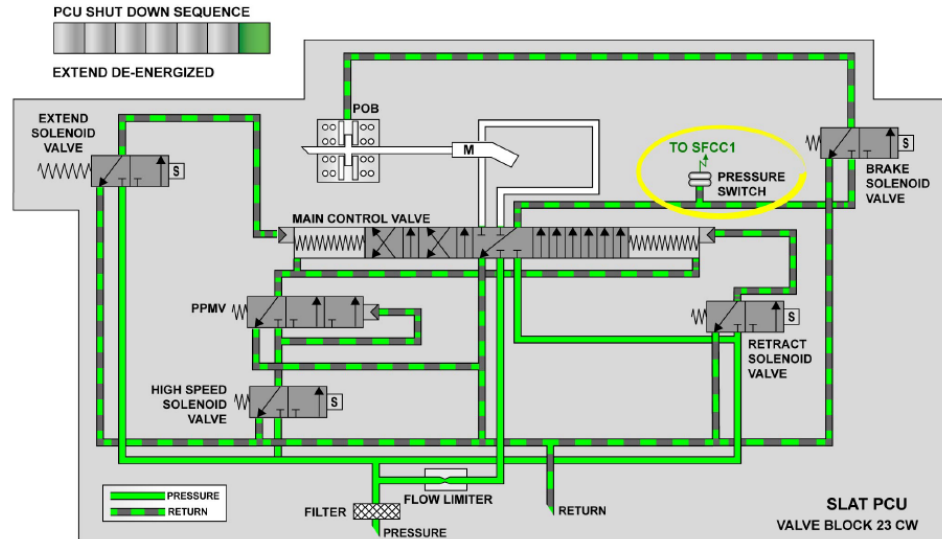 PCU SHUT DOWN SEQUENCE
EXTEND DE-ENERGIZED
EXTEND
SOLENOID
VALVE
S
POB
M
TO SFCC1
PRESSURE
SWITCH
S
BRAKE
SOLENOID
VALVE
MAIN CONTROL VALVE
PPMV
S
RETRACT
SOLENOID
VALVE
HIGH SPEED
SOLENOID
VALVE
S
PRESSURE
RETURN
FLOW LIMITER
FILTER
PRESSURE
RETURN
SLAT PCU
VALVE BLOCK 23 CW